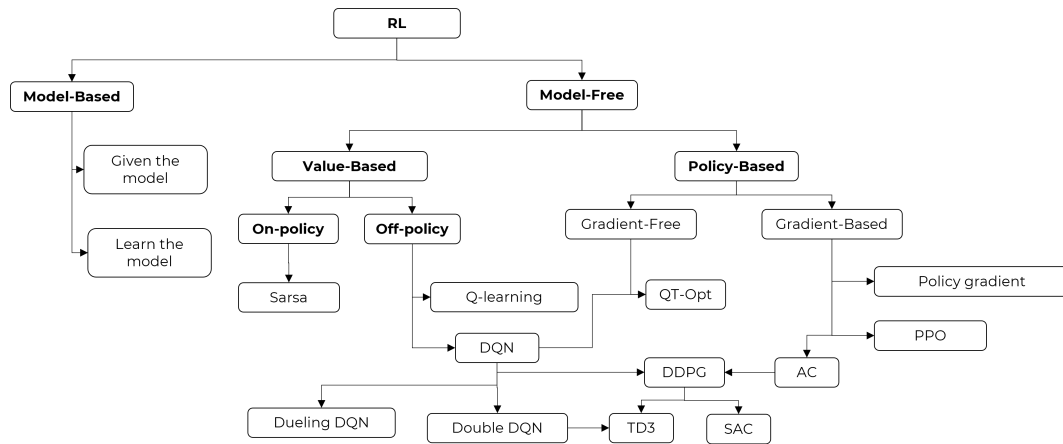 RL
Model-Based
Model-Free
Given the
model
Value-Based
Policy-Based
On-policy
Off-policy
Gradient-Free
Gradient-Based
Learn the
model
Sarsa
Q-learning
QT-Opt
Policy gradient
DQN
PPO
DDPG
AC
Dueling DQN
Double DQN
TD3
SAC